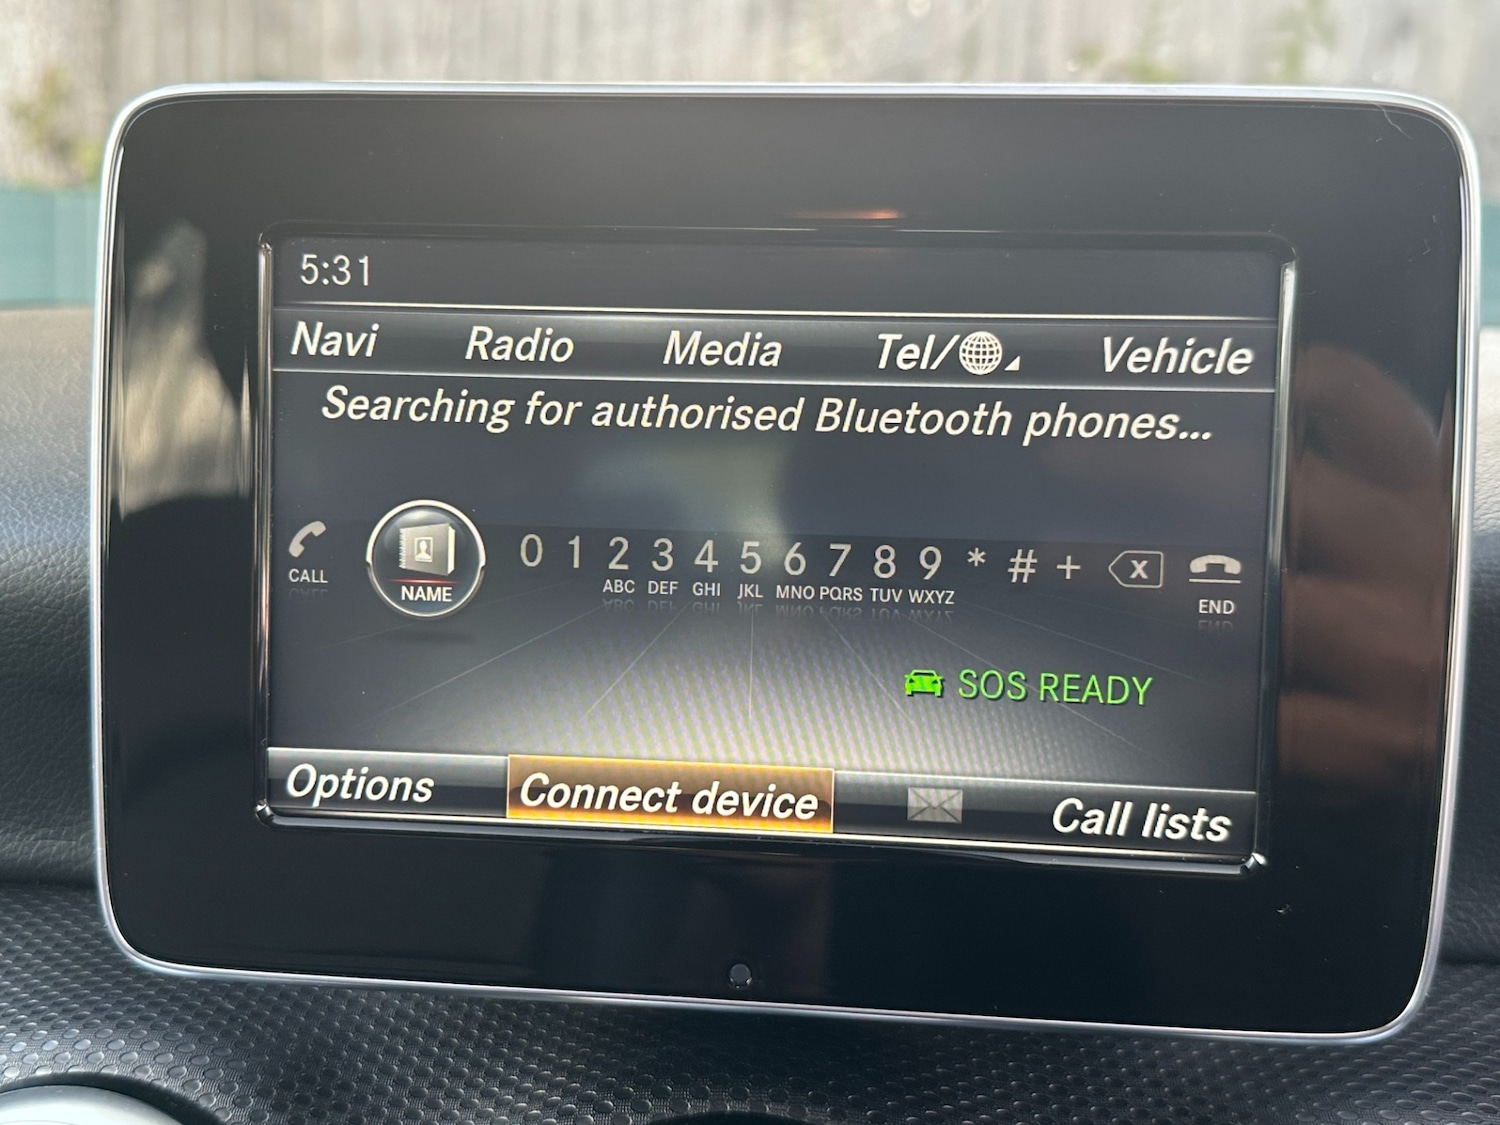 5:31
Navi Radio Media Tel/ Vehicle
Searching for authorised Bluetooth phones...
0 1 2 3 4 5 6 7 8 9 * # + X
CALL NAME ABC DEF GHI JKL MNO PQRS TUV WXYZ END
SOS READY
Options Connect device Call lists